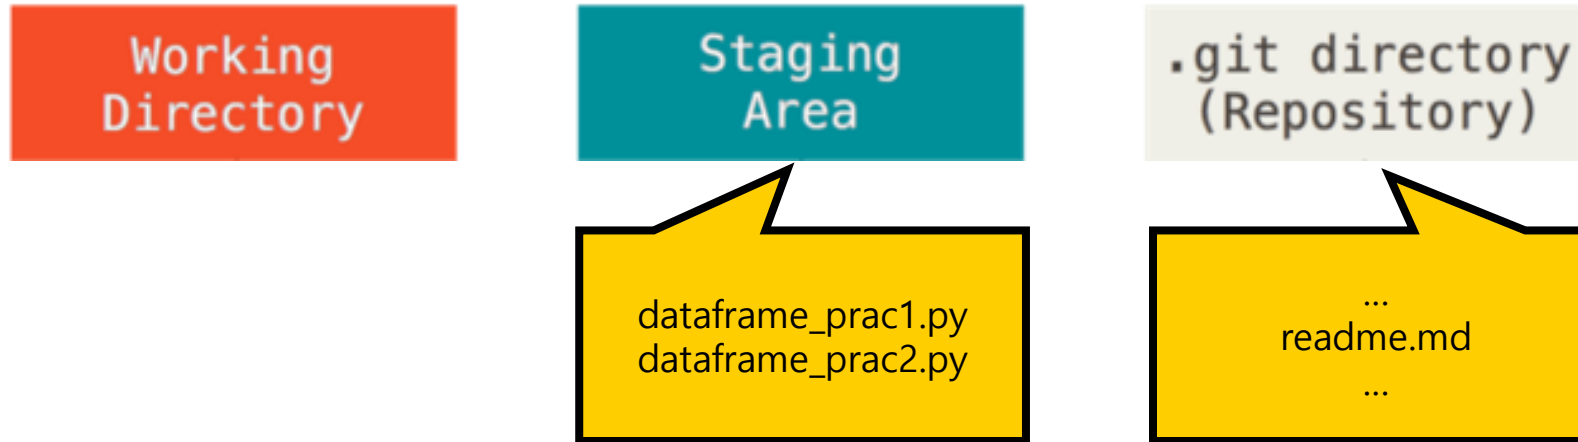 Working
Directory
Staging
Area
.git directory
(Repository)
dataframe_prac1.py
dataframe_prac2.py
...
readme.md
...